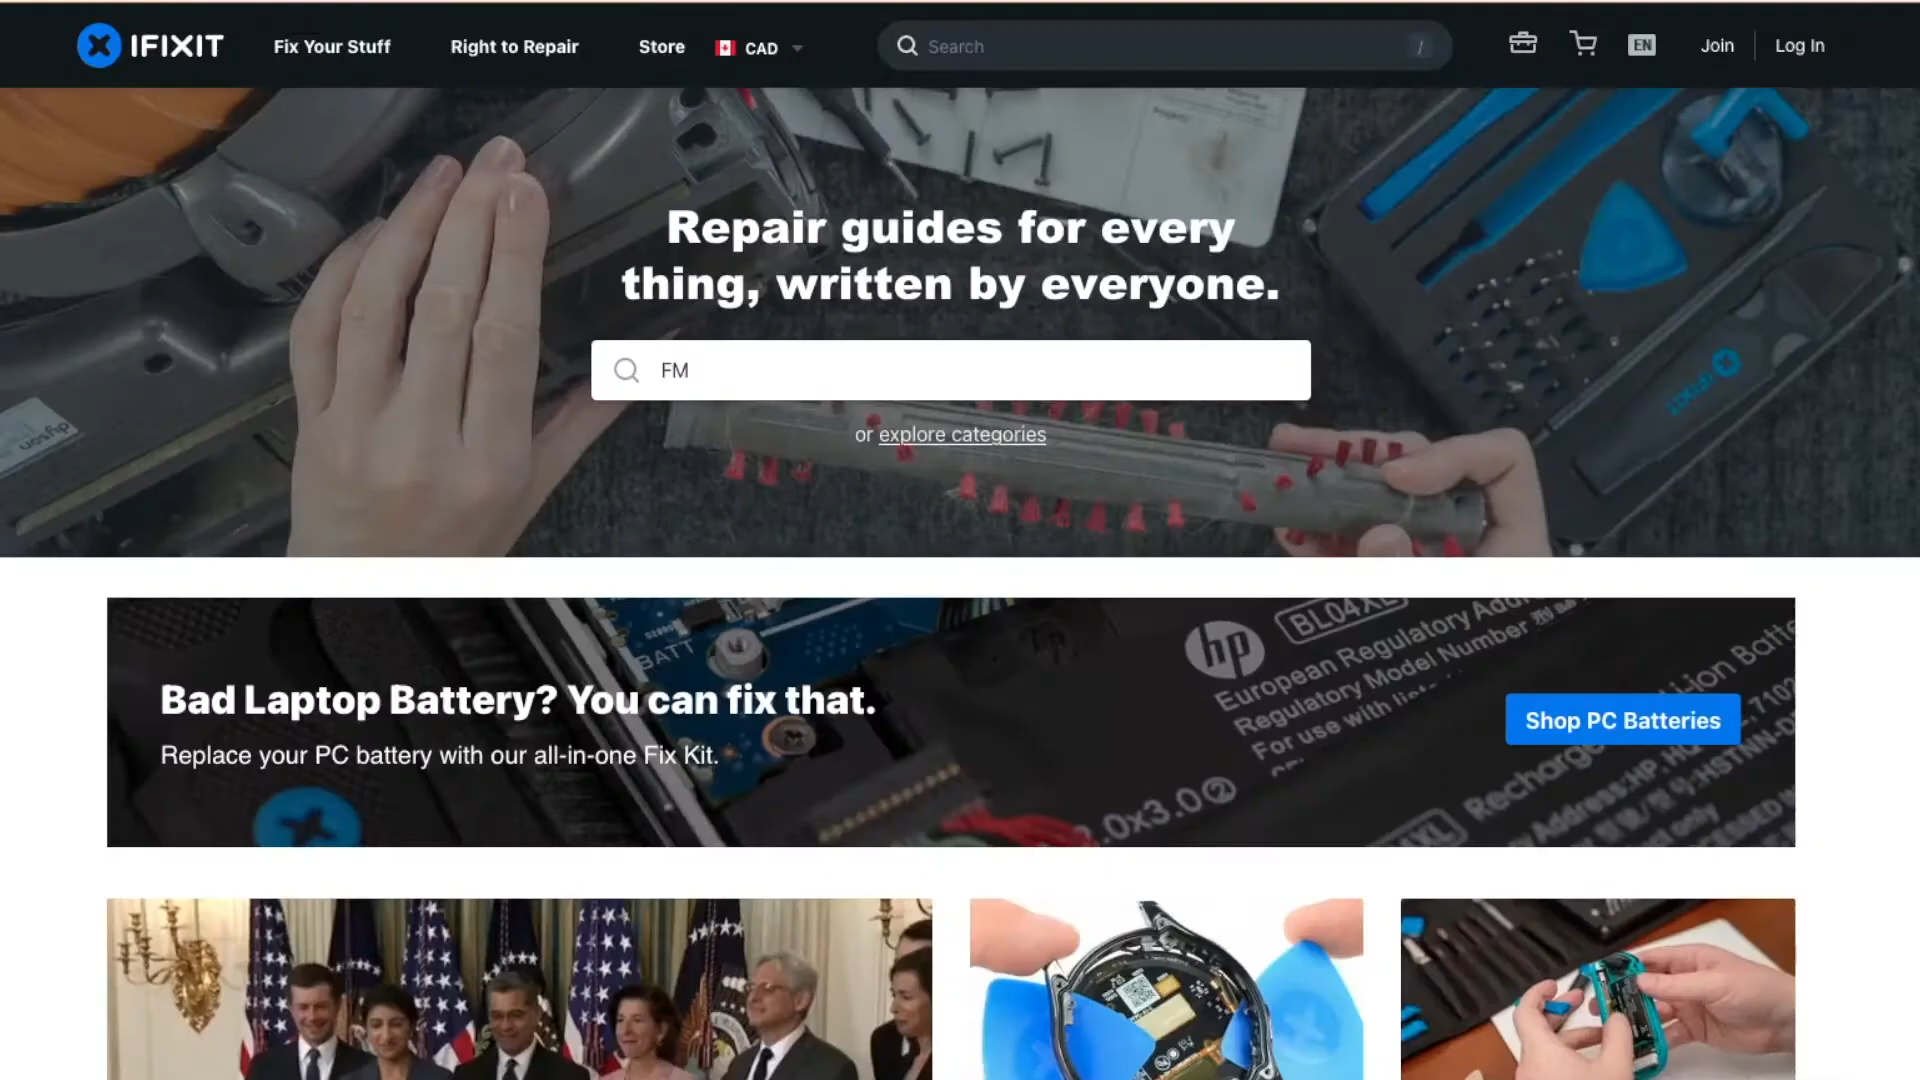 IFIXIT Fix Your Stuff Right to Repair Store CAD Search / EN Join Log In
Repair guides for every
thing, written by everyone.
FM
or explore categories
dyson
IFIXIT
Bad Laptop Battery? You can fix that.
Replace your PC battery with our all-in-one Fix Kit.
Shop PC Batteries
BATT
hp
BL04XL
European Regulatory
Regulatory Model Number
For use with